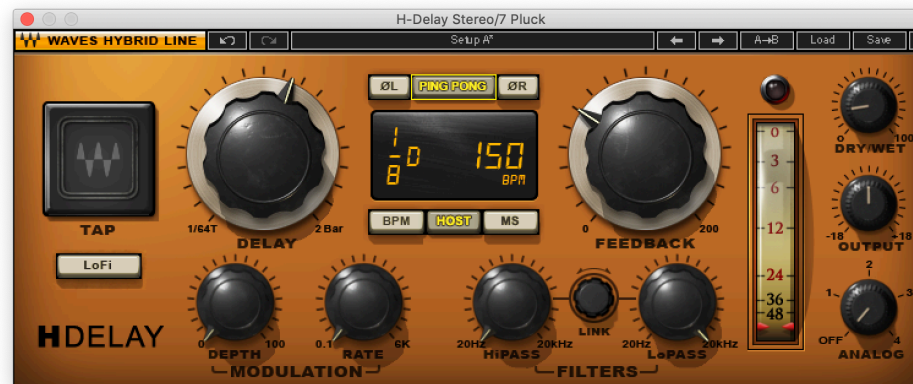 H-Delay Stereo/7 Pluck
WAVES HYBRID LINE
Setup A*
A→B
Load
Save
ØL
PING PONG
ØR
1/8 D
150
BPM
BPM
HOST
MS
TAP
LoFi
1/64T
2 Bar
DELAY
0
200
FEEDBACK
0
3
6
12
24
36
48
0
100
DRY/WET
-18
+18
OUTPUT
OFF
1
2
3
4
ANALOG
0
100
DEPTH
0.1
6K
RATE
MODULATION
20Hz
20kHz
HiPASS
LINK
20Hz
20kHz
LoPASS
FILTERS
H DELAY